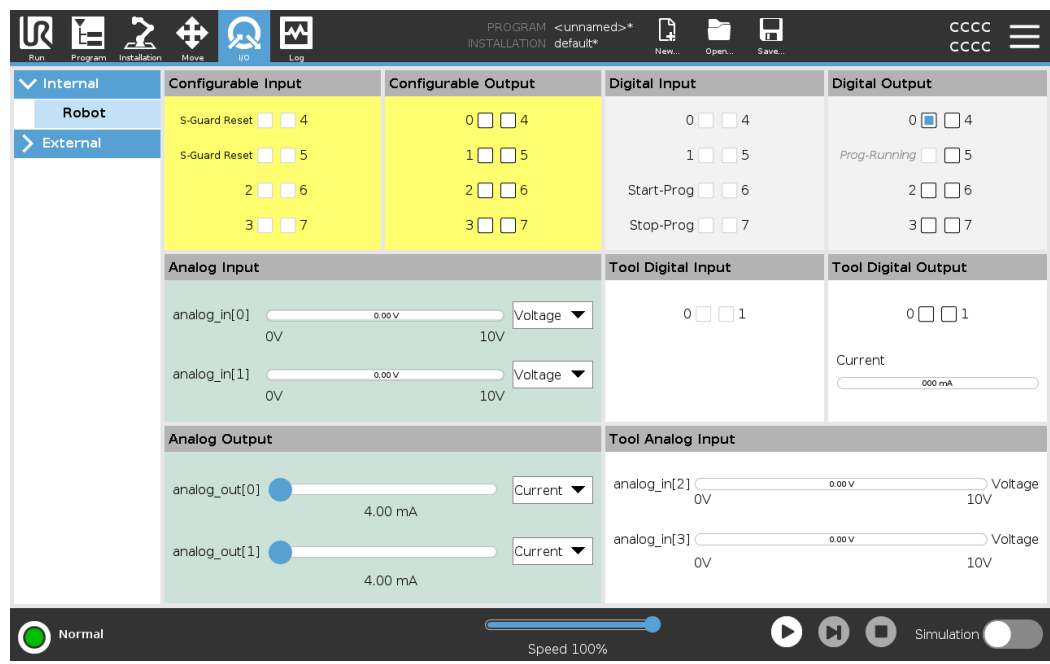 PROGRAM <unnamed>*
INSTALLATION default*
CCCC
CCCC
UR
Run
Program
Installation
Move
I/O
Log
New...
Open...
Save...
Internal
Robot
External
Configurable Input
S-Guard Reset 4
S-Guard Reset 5
2 6
3 7
Configurable Output
0 4
1 5
2 6
3 7
Digital Input
0 4
1 5
Start-Prog 6
Stop-Prog 7
Digital Output
0 4
Prog-Running 5
2 6
3 7
Analog Input
analog_in[0] 0.00 V Voltage
0V 10V
analog_in[1] 0.00 V Voltage
0V 10V
Tool Digital Input
0 1
Tool Digital Output
0 1
Current
000 mA
Analog Output
analog_out[0] Current
4.00 mA
analog_out[1] Current
4.00 mA
Tool Analog Input
analog_in[2] 0.00 V Voltage
0V 10V
analog_in[3] 0.00 V Voltage
0V 10V
Normal
Speed 100%
Simulation